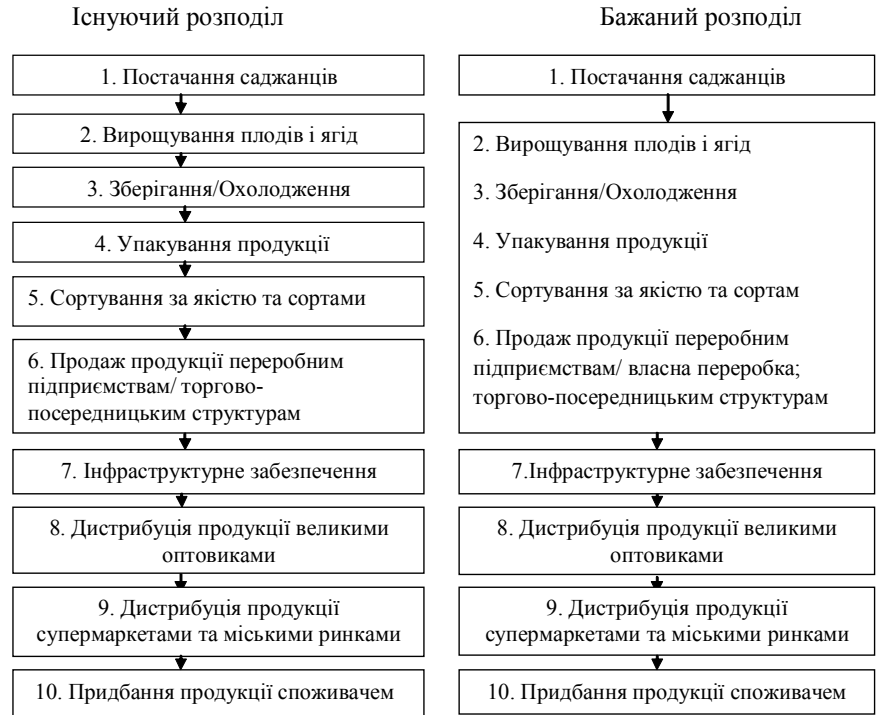 Існуючий розподіл
1. Постачання саджанців
2. Вирощування плодів і ягід
3. Зберігання/Охолодження
4. Упакування продукції
5. Сортування за якістю та сортами
6. Продаж продукції переробним
підприємствам/ торгово-
посередницьким структурам
7. Інфраструктурне забезпечення
8. Дистрибуція продукції великими
оптовиками
9. Дистрибуція продукції
супермаркетами та міськими ринками
10. Придбання продукції споживачем
Бажаний розподіл
1. Постачання саджанців
2. Вирощування плодів і ягід
3. Зберігання/Охолодження
4. Упакування продукції
5. Сортування за якістю та сортам
6. Продаж продукції переробним
підприємствам/ власна переробка;
торгово-посередницьким структурам
7.Інфраструктурне забезпечення
8. Дистрибуція продукції великими
оптовиками
9. Дистрибуція продукції
супермаркетами та міськими ринками
10. Придбання продукції споживачем